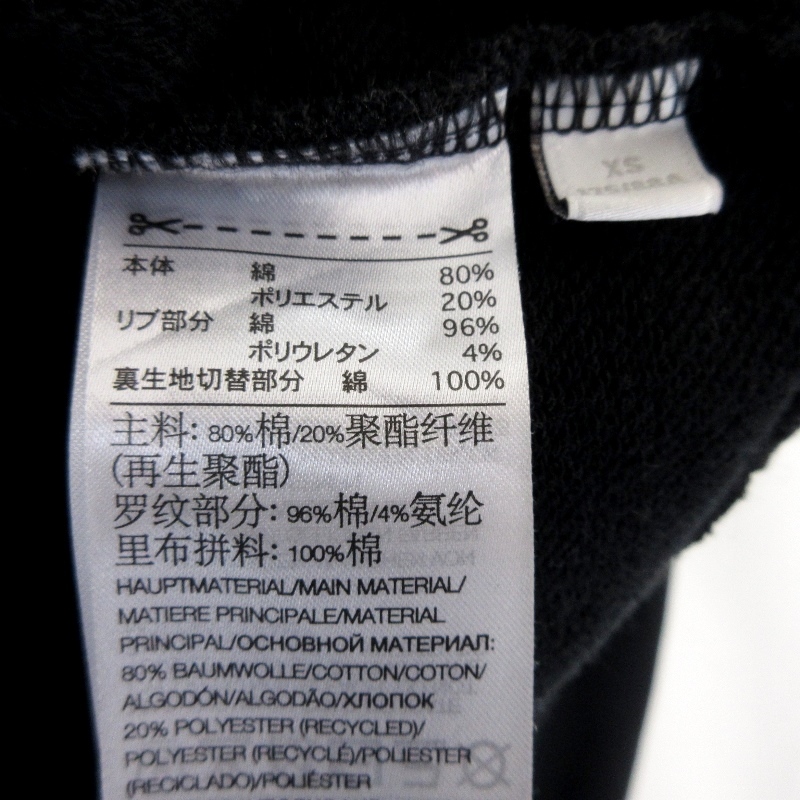 XS
本体 綿 80%
ポリエステル 20%
リブ部分 綿 96%
ポリウレタン 4%
裏生地切替部分 綿 100%
主料: 80%棉/20%聚酯纤维
(再生聚酯)
罗纹部分: 96%棉/4%氨纶
里布拼料: 100%棉
HAUPTMATERIAL/MAIN MATERIAL/
MATIERE PRINCIPALE/MATERIAL
PRINCIPAL/ОСНОВНОЙ МАТЕРИАЛ:
80% BAUMWOLLE/COTTON/COTON/
ALGODÓN/ALGODÃO/ХЛОПОК
20% POLYESTER (RECYCLED)/
POLYESTER (RECYCLÉ)/POLIESTER
(RECICLADO)/POLIÉSTER